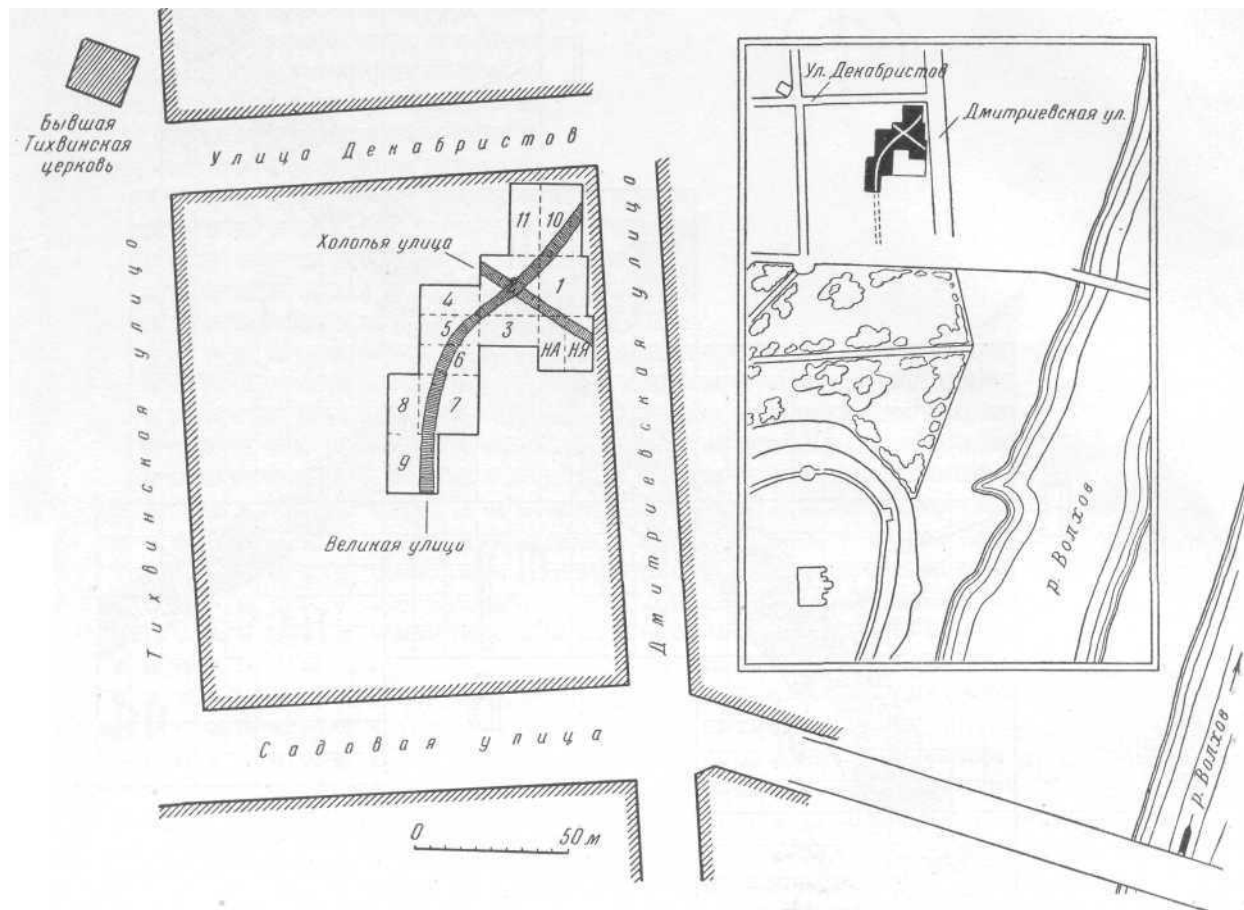 Бывшая
Тихвинская
церковь
Улица Декабристов
Холопья улица
11 10
1
4
5 3
НА НЯ
6
8 7
9
Великая улица
Тихвинская улица
Дмитриевская улица
Садовая улица
0 50 м
Ул. Декабристов
Дмитриевская ул.
р. Волхов
р. Волхов